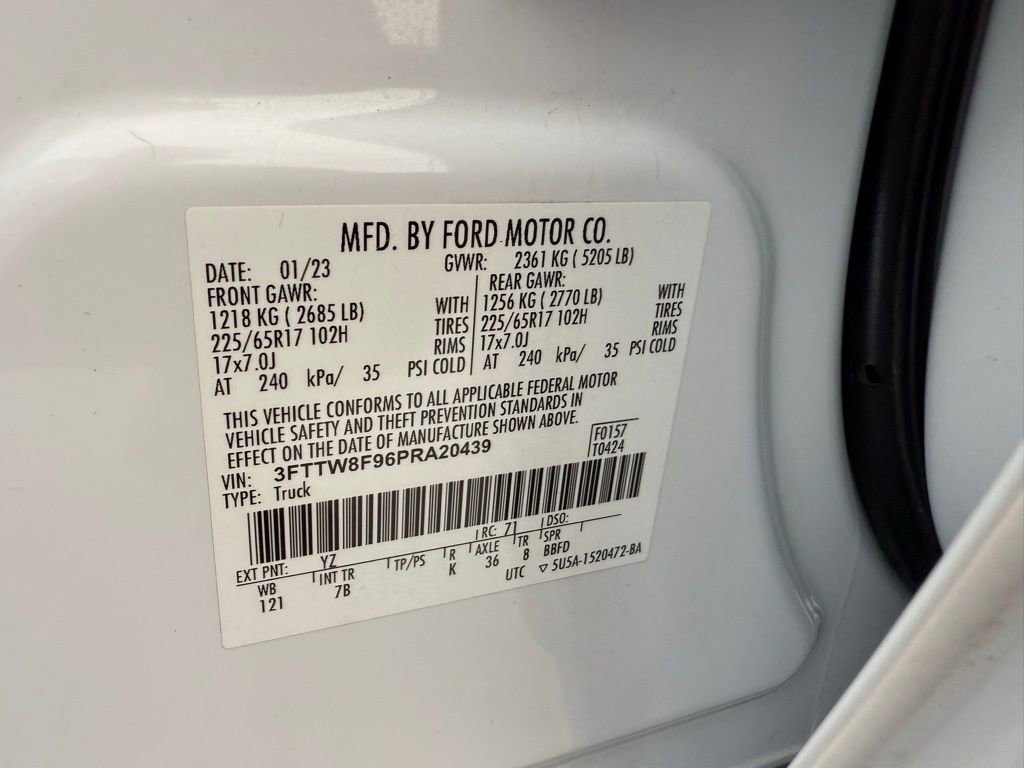 MFD. BY FORD MOTOR CO.
DATE: 01/23 GVWR: 2361 KG ( 5205 LB)
FRONT GAWR: REAR GAWR:
1218 KG ( 2685 LB) WITH 1256 KG ( 2770 LB) WITH
225/65R17 102H TIRES 225/65R17 102H TIRES
17x7.0J RIMS 17x7.0J RIMS
AT 240 kPa/ 35 PSI COLD AT 240 kPa/ 35 PSI COLD
THIS VEHICLE CONFORMS TO ALL APPLICABLE FEDERAL MOTOR
VEHICLE SAFETY AND THEFT PREVENTION STANDARDS IN
EFFECT ON THE DATE OF MANUFACTURE SHOWN ABOVE.
VIN: 3FTTW8F96PRA20439 F0157
TYPE: Truck T0424
EXT PNT: YZ RC: 71 DSO:
WB INT TR TP/PS R AXLE TR SPR
121 7B K 36 8 BBFD
UTC ▽ 5U5A-1520472-BA